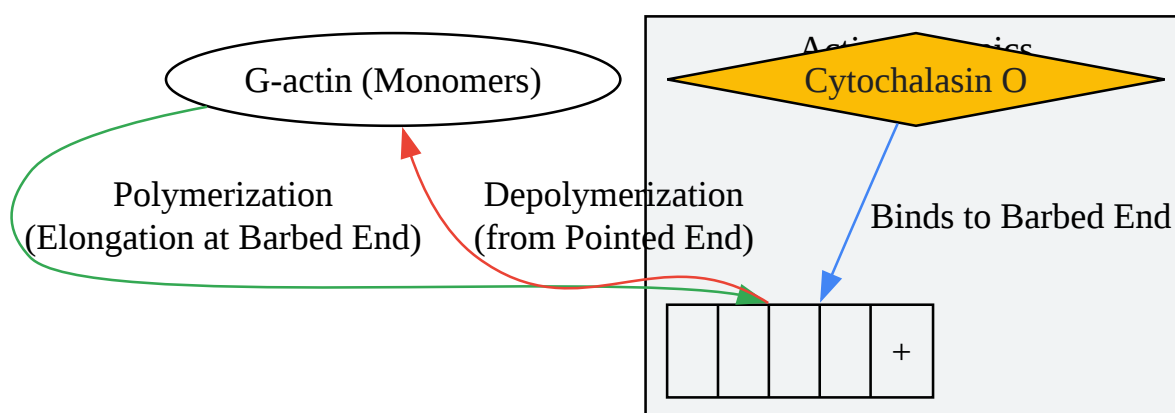 G-actin (Monomers)
Cytochalasin O
Polymerization
(Elongation at Barbed End)
Depolymerization
(from Pointed End)
Binds to Barbed End
+